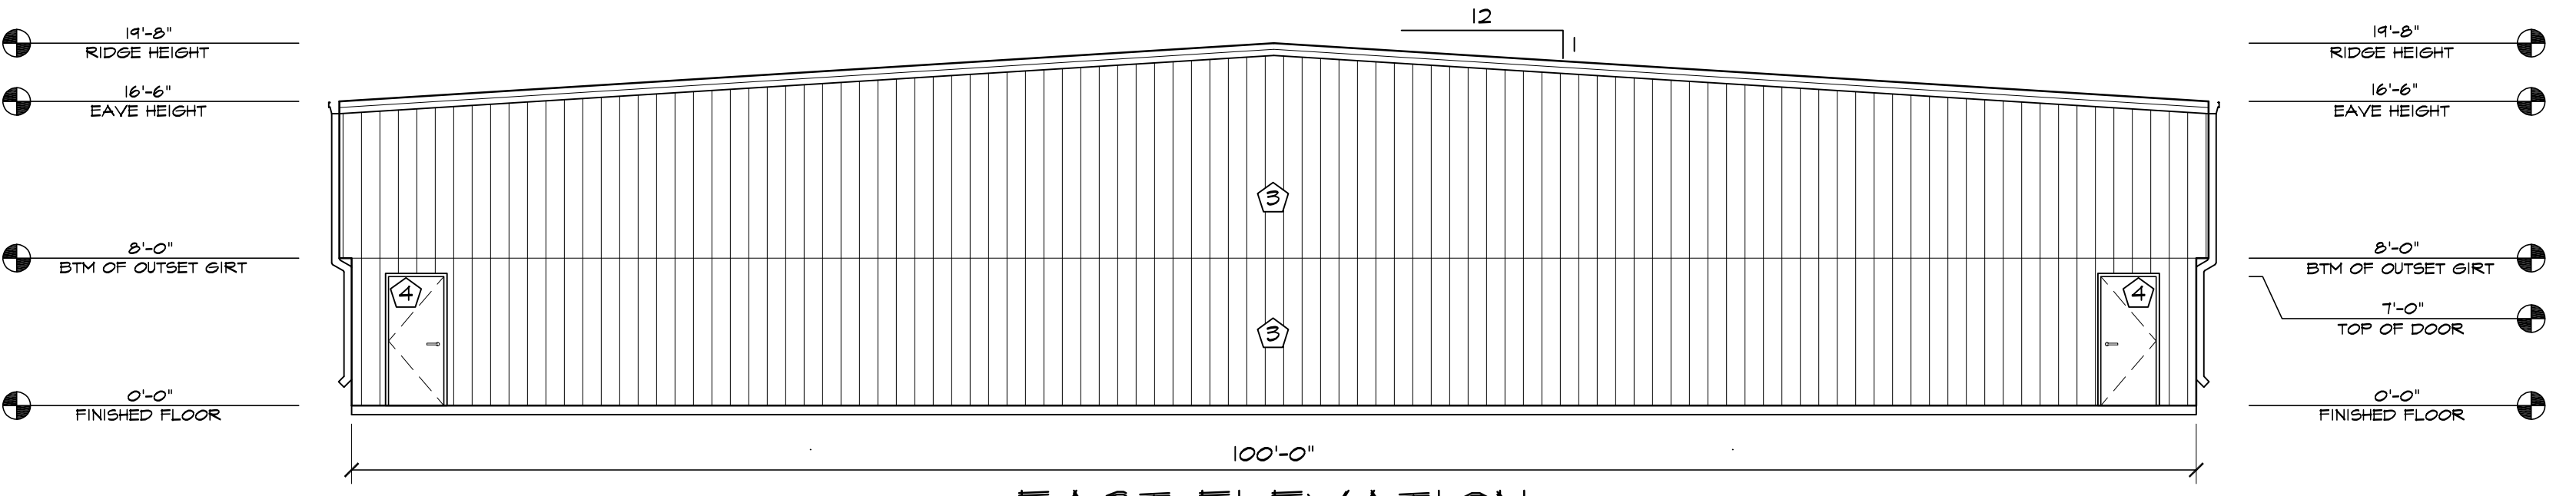 12
1
19'-8"
RIDGE HEIGHT
19'-8"
RIDGE HEIGHT
16'-6"
EAVE HEIGHT
16'-6"
EAVE HEIGHT
3
8'-0"
BTM OF OUTSET GIRT
8'-0"
BTM OF OUTSET GIRT
4
4
7'-0"
TOP OF DOOR
3
0'-0"
FINISHED FLOOR
0'-0"
FINISHED FLOOR
100'-0"
EAST ELEVATION